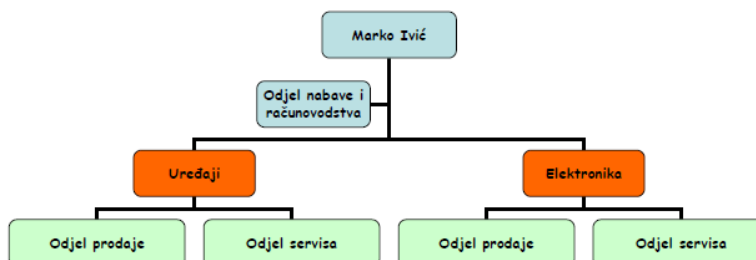 Marko Ivić
Odjel nabave i
računovodstva
Uređaji
Elektronika
Odjel prodaje
Odjel servisa
Odjel prodaje
Odjel servisa